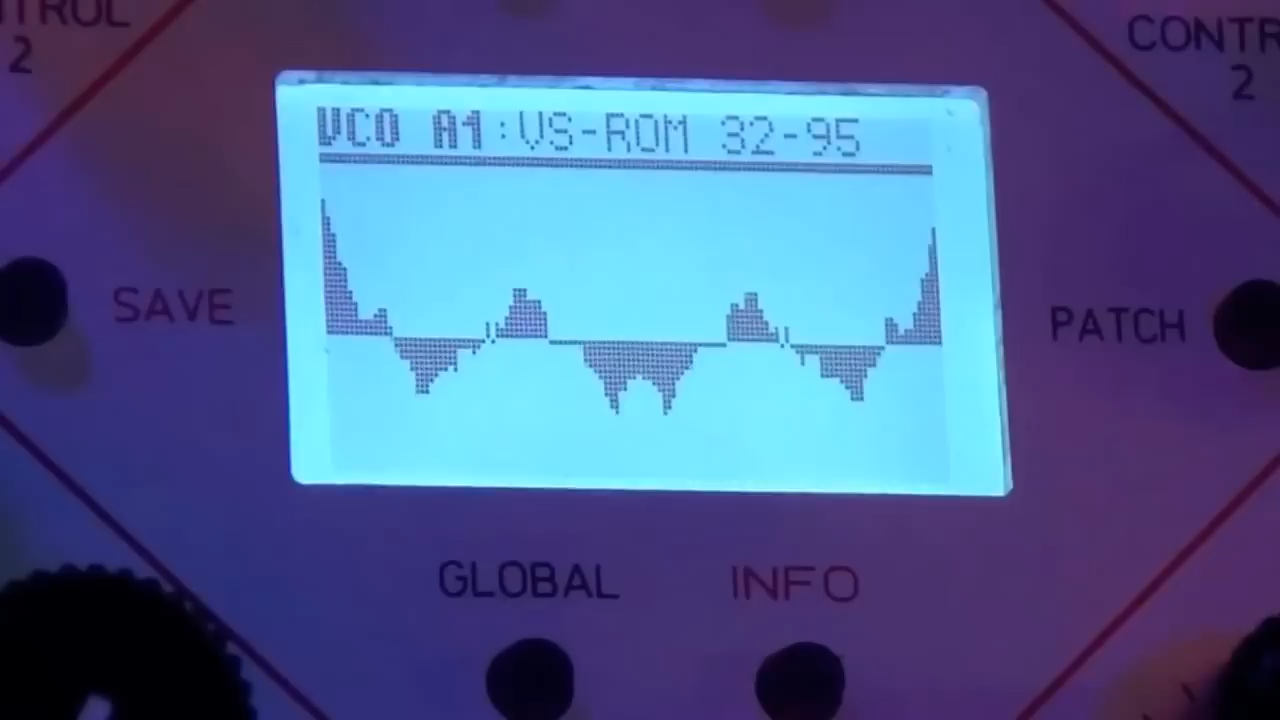 TROL
2
CONTR
2
VCO A1:VS-ROM 32-95
SAVE
PATCH
GLOBAL
INFO